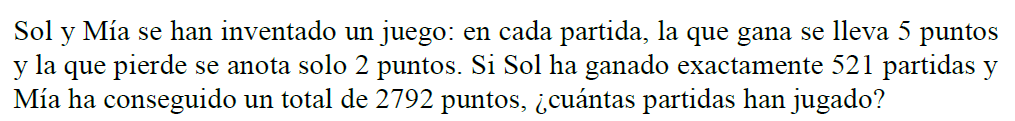 Sol y Mía se han inventado un juego: en cada partida, la que gana se lleva 5 puntos
y la que pierde se anota solo 2 puntos. Si Sol ha ganado exactamente 521 partidas y
Mía ha conseguido un total de 2792 puntos, ¿cuántas partidas han jugado?